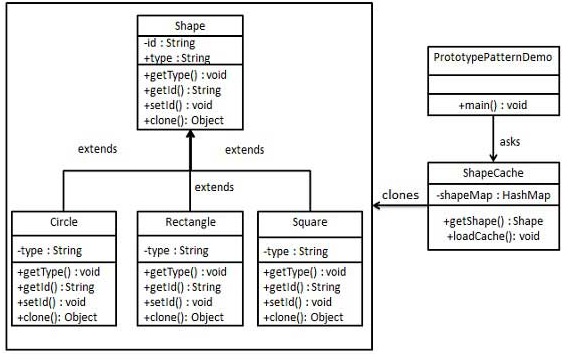 Shape
-id : String
+type : String
+getType() : void
+getId() : String
+setId() : void
+clone(): Object
PrototypePatternDemo
+main() : void
asks
extends
extends
extends
ShapeCache
-shapeMap : HashMap
+getShape() : Shape
+loadCache(): void
clones
Circle
-type : String
+getType() : void
+getId() : String
+setId() : void
+clone(): Object
Rectangle
-type : String
+getType() : void
+getId() : String
+setId() : void
+clone(): Object
Square
-type : String
+getType() : void
+getId() : String
+setId() : void
+clone(): Object